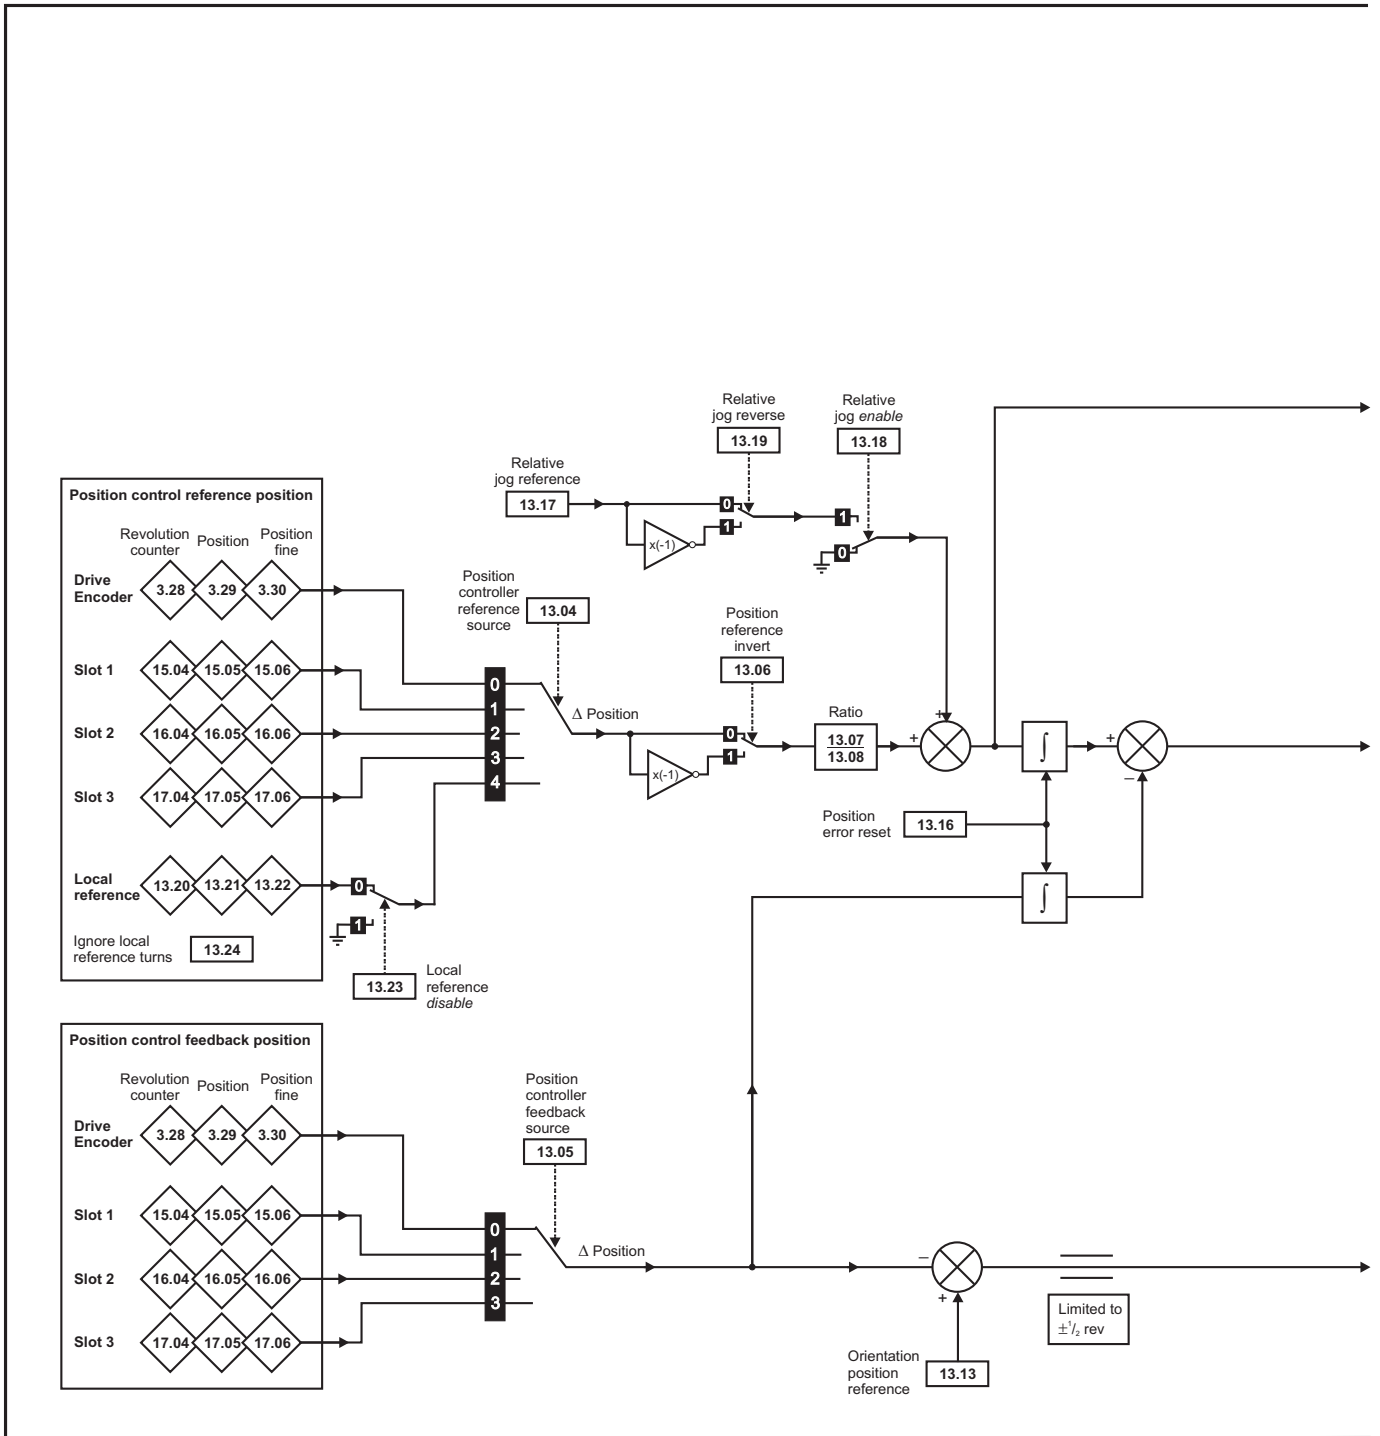 Relative
jog reverse
13.19
Relative
jog enable
13.18
Relative
jog reference
13.17
0
1
x(-1)
1
0
Position control reference position
Revolution
counter
Position
Position
fine
Drive
Encoder
3.28
3.29
3.30
Slot 1
15.04
15.05
15.06
Slot 2
16.04
16.05
16.06
Slot 3
17.04
17.05
17.06
Local
reference
13.20
13.21
13.22
Ignore local
reference turns
13.24
0
1
13.23
Local
reference
disable
Position
controller
reference
source
13.04
0
1
2
3
4
Δ Position
x(-1)
0
1
Position
reference
invert
13.06
Ratio
13.07
13.08
+
+
∫
+
−
Position
error reset
13.16
∫
Position control feedback position
Revolution
counter
Position
Position
fine
Drive
Encoder
3.28
3.29
3.30
Slot 1
15.04
15.05
15.06
Slot 2
16.04
16.05
16.06
Slot 3
17.04
17.05
17.06
Position
controller
feedback
source
13.05
0
1
2
3
Δ Position
−
+
Limited to
±¹/₂ rev
Orientation
position
reference
13.13